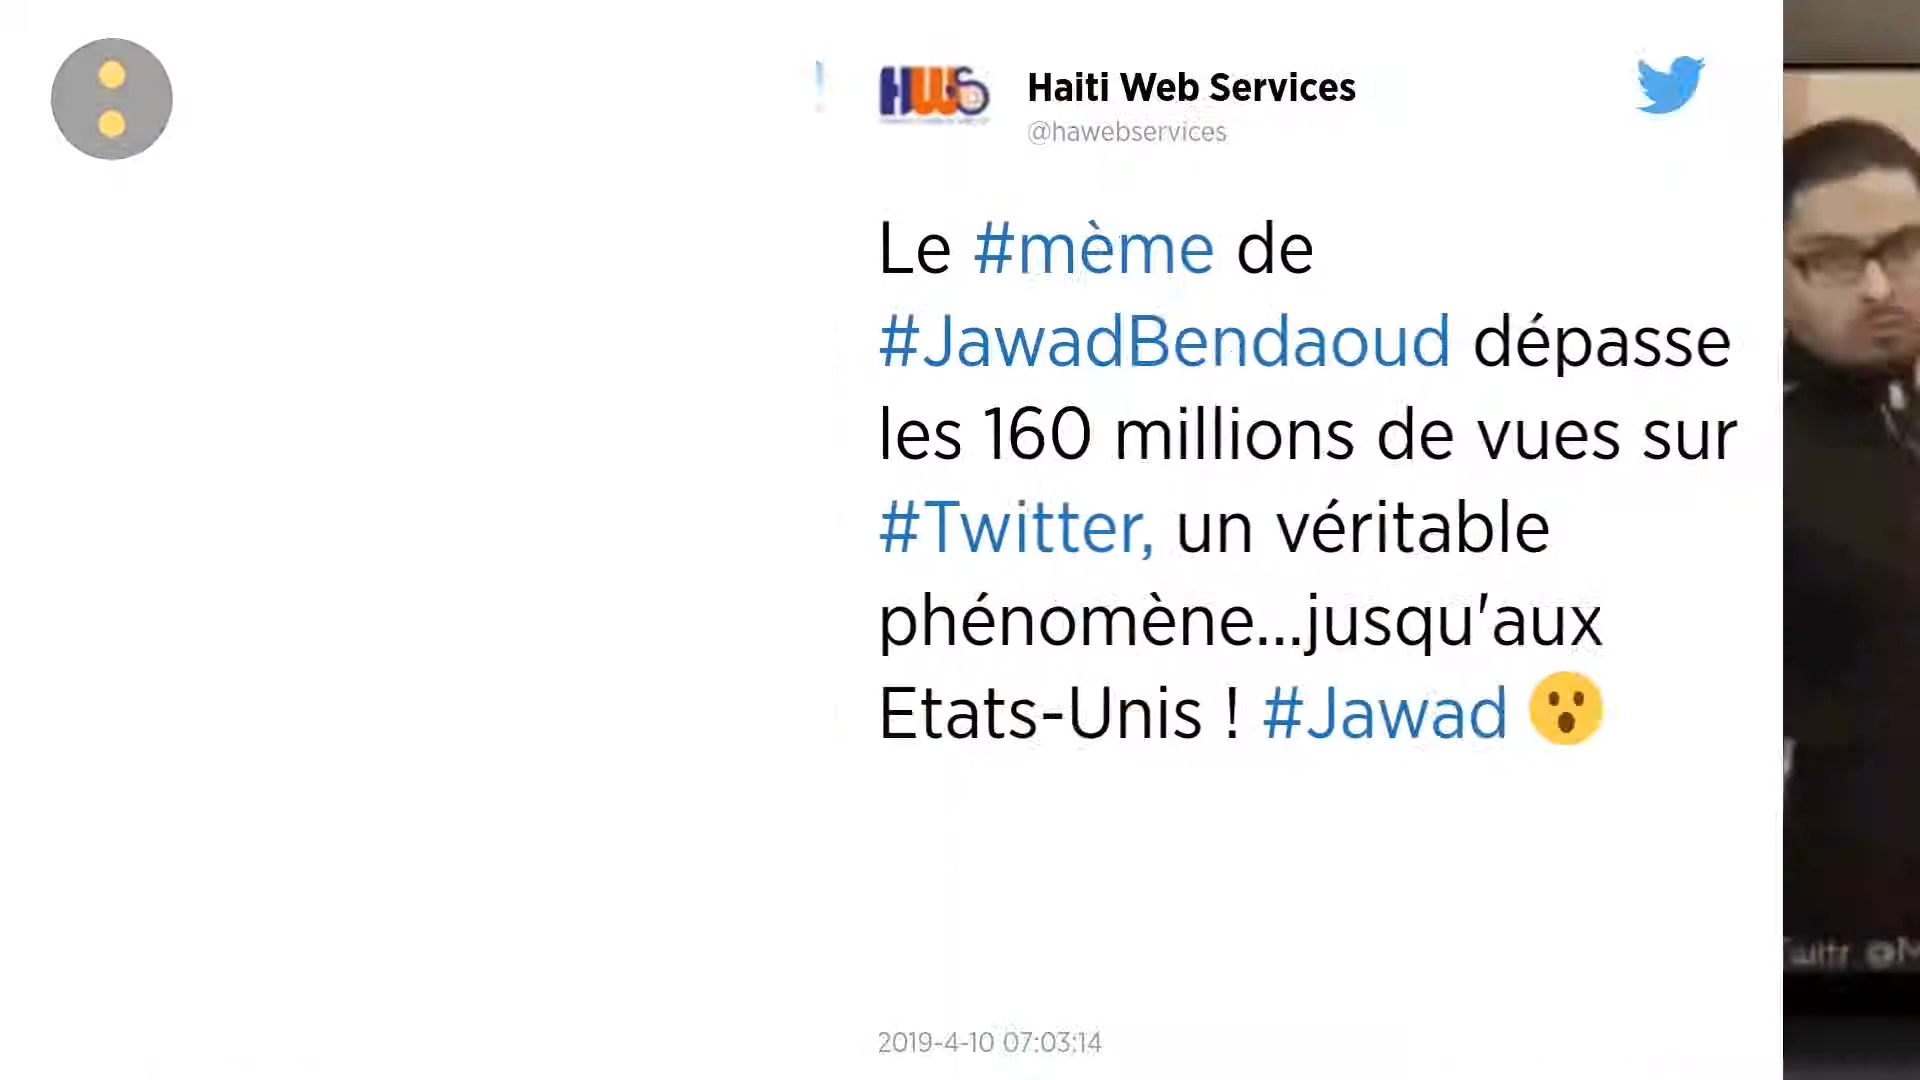 HWS
Haiti Web Services
@hawebservices
Le #mème de
#JawadBendaoud dépasse
les 160 millions de vues sur
#Twitter, un véritable
phénomène...jusqu'aux
Etats-Unis ! #Jawad 😮
2019-4-10 07:03:14